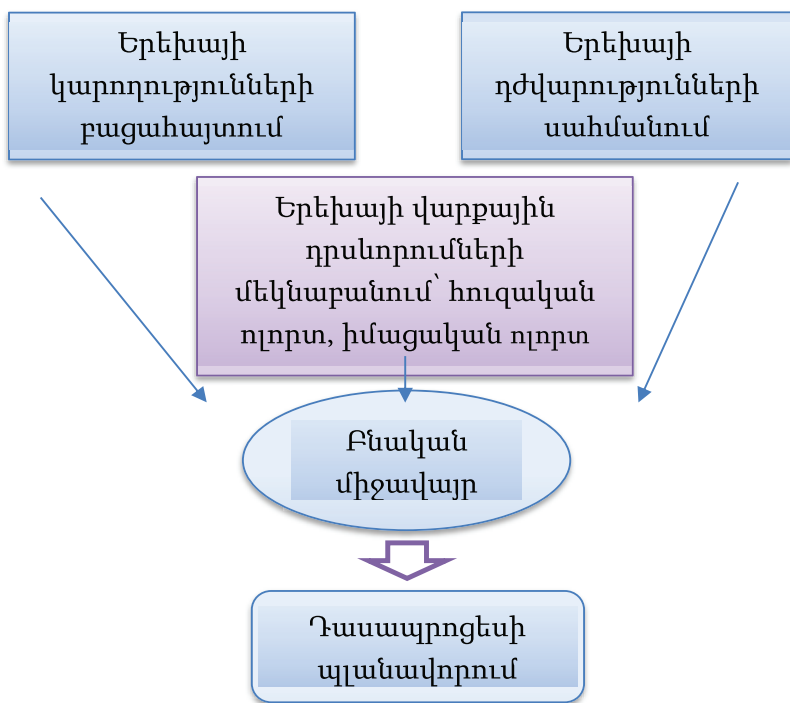 Երեխայի
կարողությունների
բացահայտում
Երեխայի
դժվարությունների
սահմանում
Երեխայի վարքային
դրսևորումների
մեկնաբանում՝ հուզական
ոլորտ, իմացական ոլորտ
Բնական
միջավայր
Դասապրոցեսի
պլանավորում